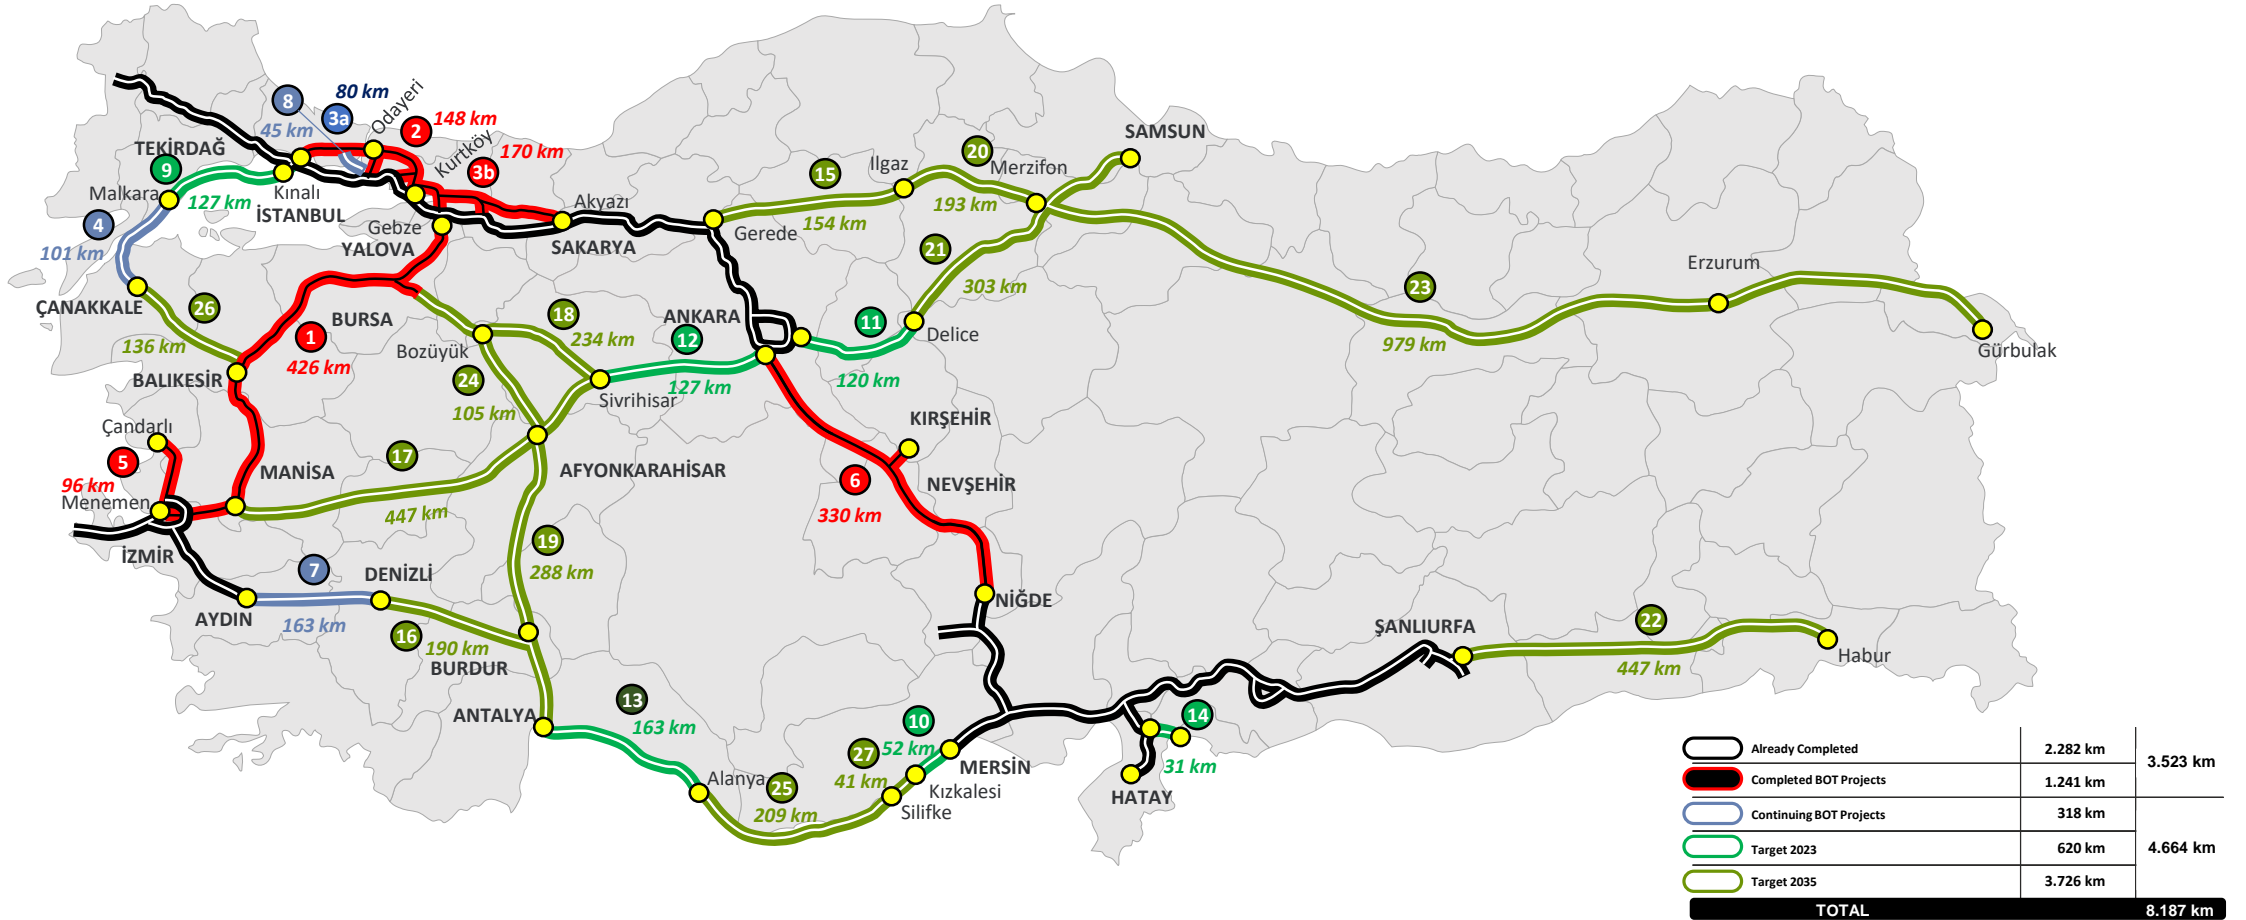 8
80 km
3a
Odayeri
2
148 km
45 km
TEKİRDAĞ
Kurtköy
170 km
3b
SAMSUN
20
Merzifon
Ilgaz
15
9
Malkara
127 km
Kınalı
İSTANBUL
Akyazı
193 km
154 km
4
101 km
Gebze
YALOVA
SAKARYA
Gerede
21
303 km
Erzurum
23
979 km
Gürbulak
ÇANAKKALE
26
136 km
BURSA
1
426 km
18
234 km
ANKARA
12
127 km
11
120 km
Delice
Bozüyük
24
105 km
Sivrihisar
BALIKESİR
Çandarlı
5
96 km
Menemen
MANİSA
17
447 km
AFYONKARAHİSAR
KIRŞEHİR
NEVŞEHİR
6
330 km
İZMİR
7
163 km
DENİZLİ
19
288 km
AYDIN
16
190 km
BURDUR
NİĞDE
ŞANLIURFA
22
447 km
Habur
ANTALYA
13
163 km
10
52 km
27
41 km
MERSİN
Kızkalesi
Silifke
Alanya
25
209 km
14
31 km
HATAY
Already Completed 2.282 km
3.523 km
Completed BOT Projects 1.241 km
Continuing BOT Projects 318 km
Target 2023 620 km
4.664 km
Target 2035 3.726 km
TOTAL 8.187 km